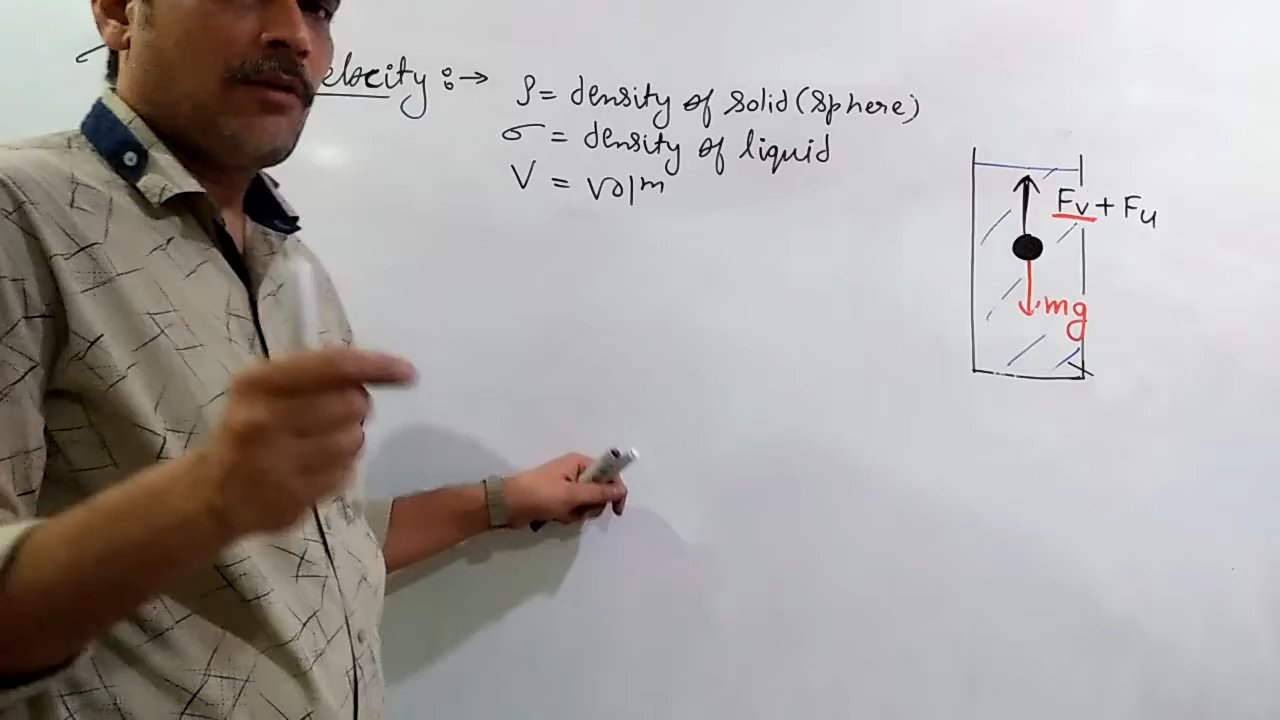 elocity :→ ρ = density of solid (sphere)
σ = density of liquid
V = Volm
Fv + Fu
mg